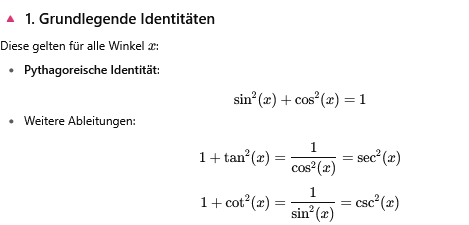 1. Grundlegende Identitäten
Diese gelten für alle Winkel x:
• Pythagoreische Identität:
sin²(x) + cos²(x) = 1
• Weitere Ableitungen:
1 + tan²(x) = 1/cos²(x) = sec²(x)
1 + cot²(x) = 1/sin²(x) = csc²(x)